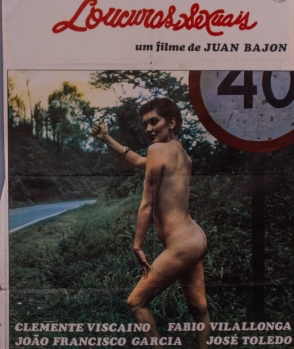 Loucuras Sexuais
um filme de JUAN BAJON
40
CLEMENTE VISCAINO FABIO VILALLONGA
JOÃO FRANCISCO GARCIA JOSÉ TOLEDO